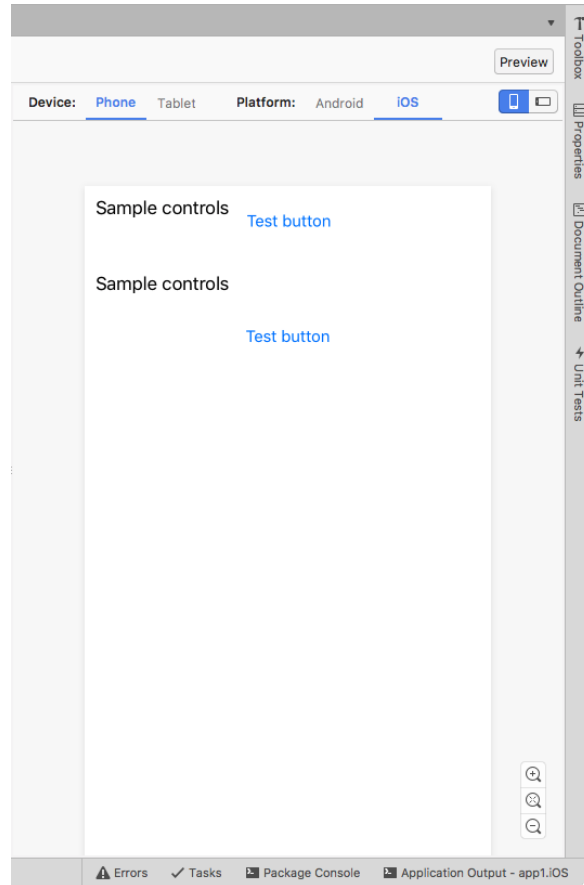 Preview
Device: Phone Tablet Platform: Android iOS
Sample controls
Test button
Sample controls
Test button
Toolbox
Properties
Document Outline
Unit Tests
Errors Tasks Package Console Application Output - app1.iOS